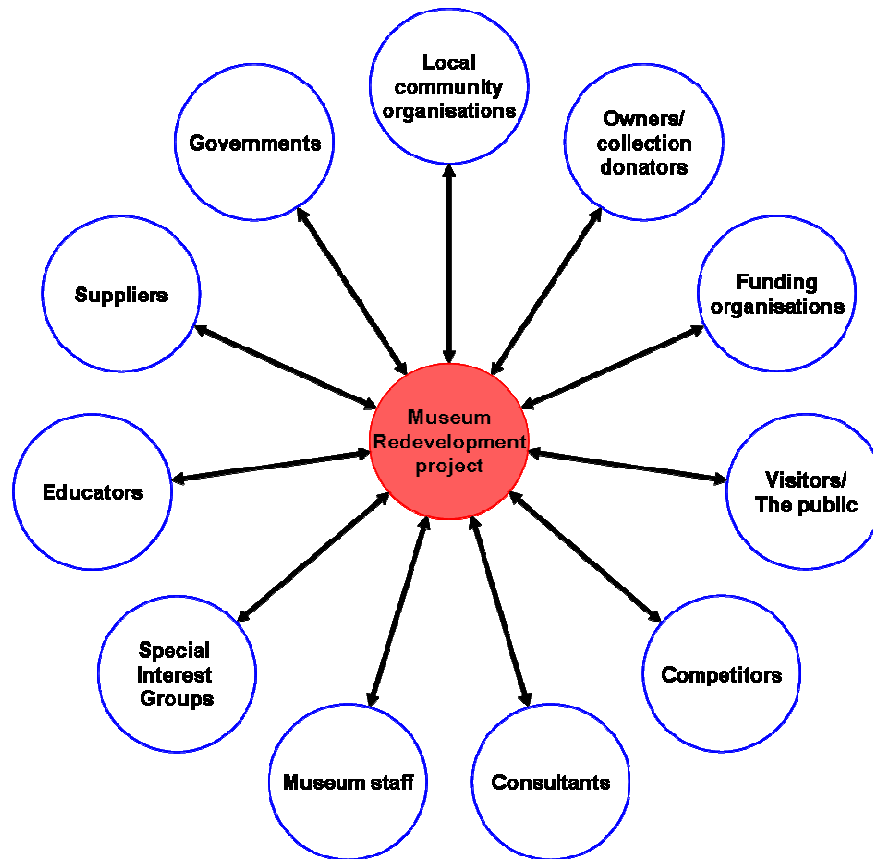 Local
community
organisations
Owners/
collection
donators
Governments
Funding
organisations
Suppliers
Museum
Redevelopment
project
Visitors/
The public
Educators
Special
Interest
Groups
Competitors
Museum staff
Consultants